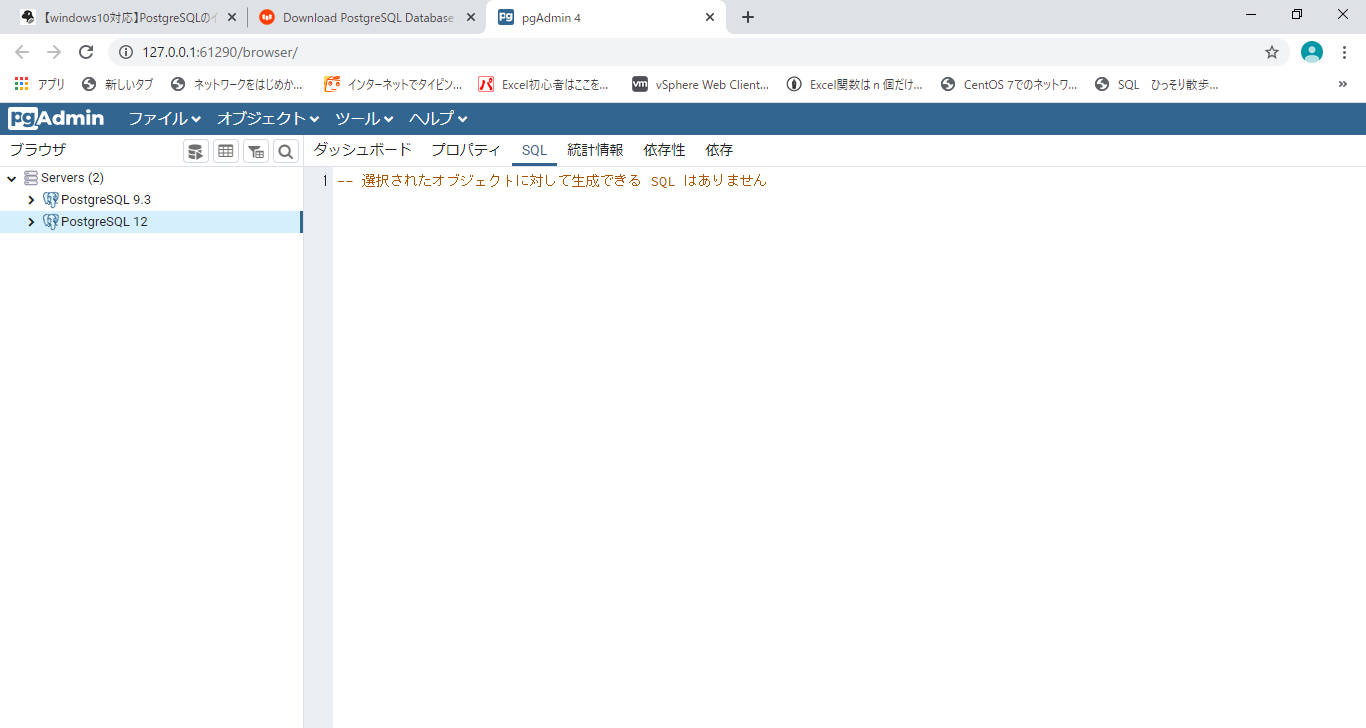 【windows10対応】PostgreSQLの
Download PostgreSQL Database
pgAdmin 4
127.0.0.1:61290/browser/
アプリ 新しいタブ ネットワークをはじめか... インターネットでタイピン... Excel初心者はここを... vm vSphere Web Client... Excel関数は n 個だけ... CentOS 7でのネットワ... SQL ひっそり散歩... »
pgAdmin ファイル オブジェクト ツール ヘルプ
ブラウザ
ダッシュボード プロパティ SQL 統計情報 依存性 依存
Servers (2)
PostgreSQL 9.3
PostgreSQL 12
1 -- 選択されたオブジェクトに対して生成できる SQL はありません